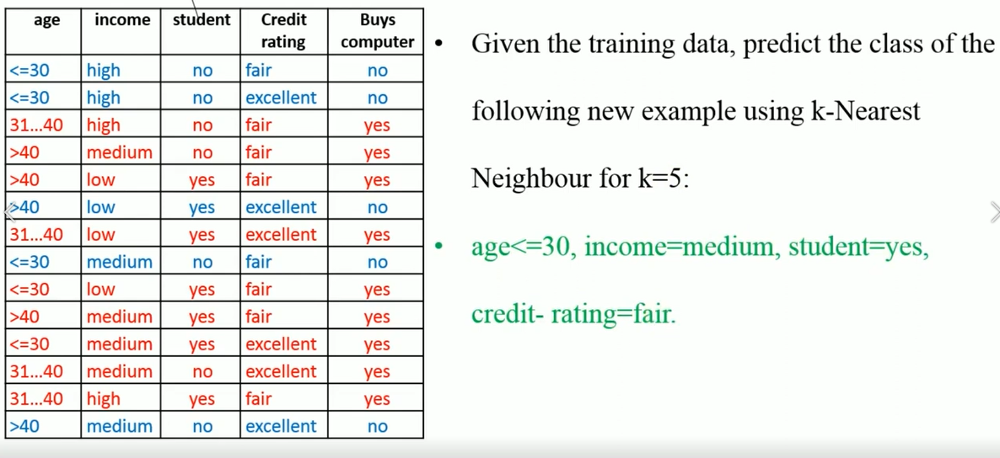 age income student Credit rating Buys computer
<=30 high no fair no
<=30 high no excellent no
31...40 high no fair yes
>40 medium no fair yes
>40 low yes fair yes
>40 low yes excellent no
31...40 low yes excellent yes
<=30 medium no fair no
<=30 low yes fair yes
>40 medium yes fair yes
<=30 medium yes excellent yes
31...40 medium no excellent yes
31...40 high yes fair yes
>40 medium no excellent no
• Given the training data, predict the class of the
following new example using k-Nearest
Neighbour for k=5:
• age<=30, income=medium, student=yes,
credit- rating=fair.